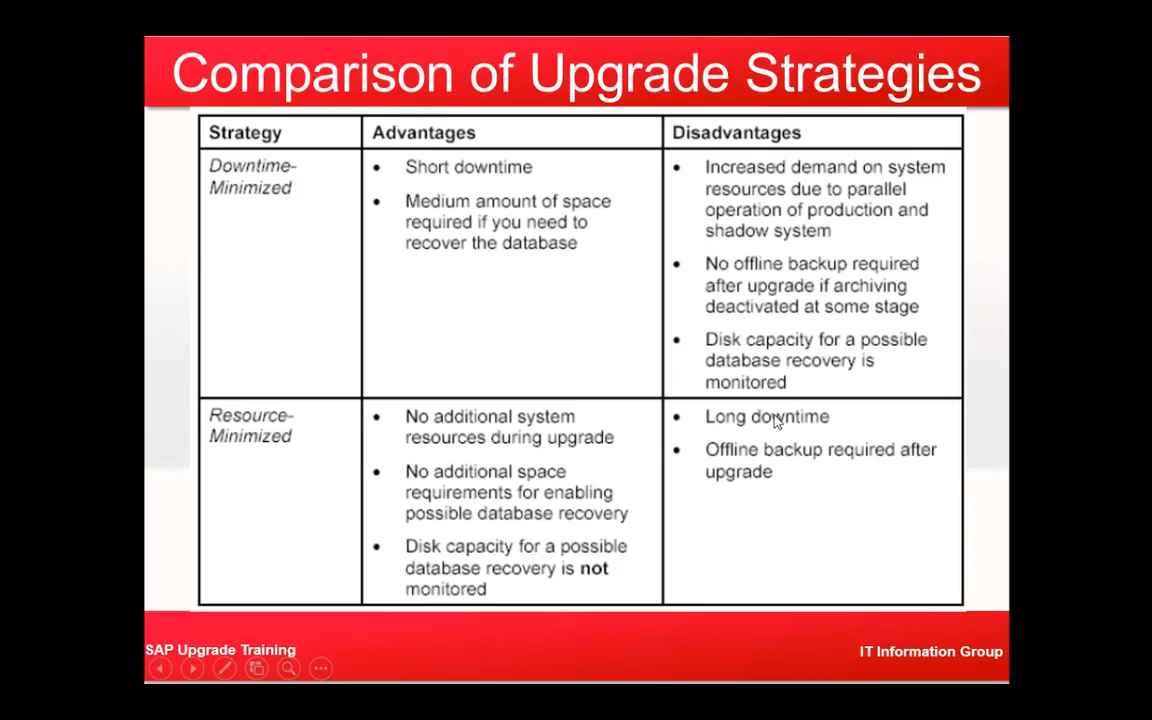 Comparison of Upgrade Strategies
Strategy
Advantages
Disadvantages
Downtime-
Minimized
• Short downtime
• Medium amount of space
required if you need to
recover the database
• Increased demand on system
resources due to parallel
operation of production and
shadow system
• No offline backup required
after upgrade if archiving
deactivated at some stage
• Disk capacity for a possible
database recovery is
monitored
Resource-
Minimized
• No additional system
resources during upgrade
• No additional space
requirements for enabling
possible database recovery
• Disk capacity for a possible
database recovery is not
monitored
• Long downtime
• Offline backup required after
upgrade
SAP Upgrade Training
IT Information Group